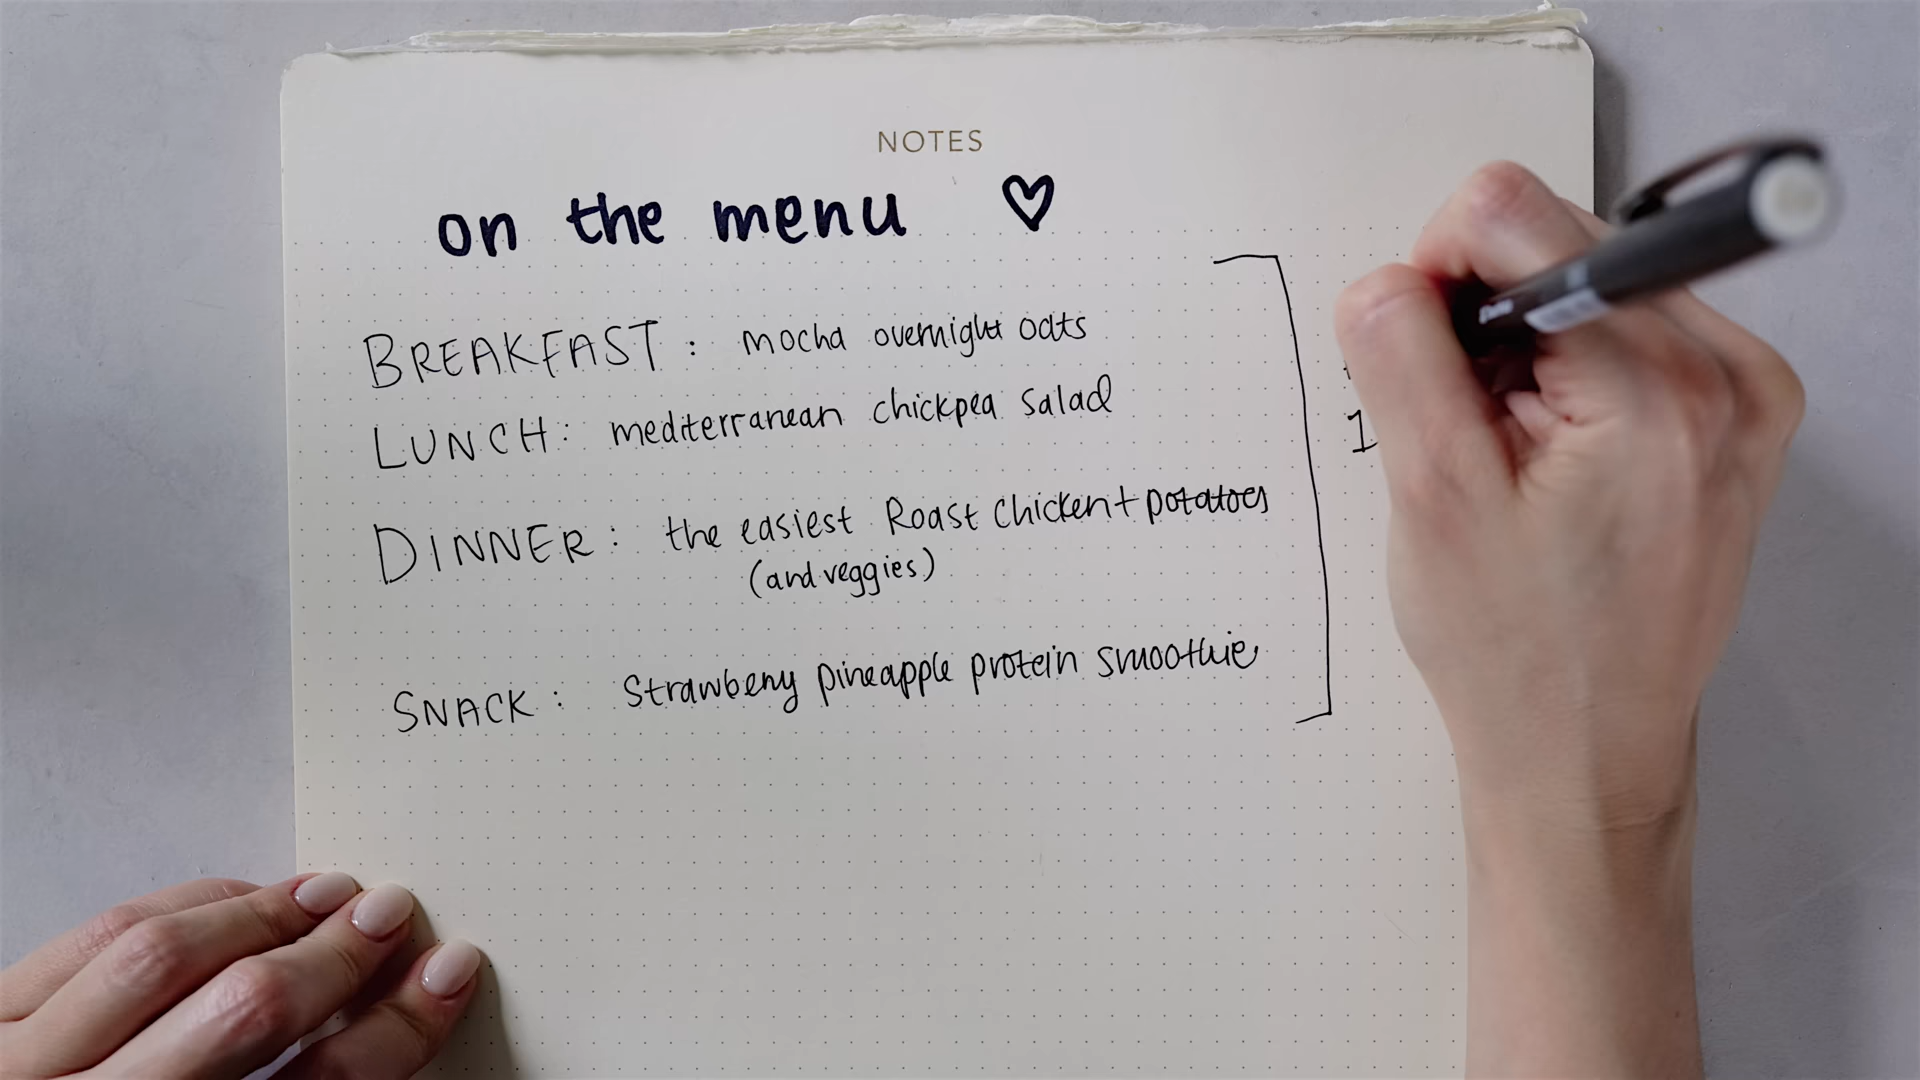 NOTES
on the menu ♡
BREAKFAST: mocha overnight oats
LUNCH: mediterranean chickpea salad
DINNER: the easiest Roast chicken + potatoes
(and veggies)
SNACK: Strawberry pineapple protein smoothie
1